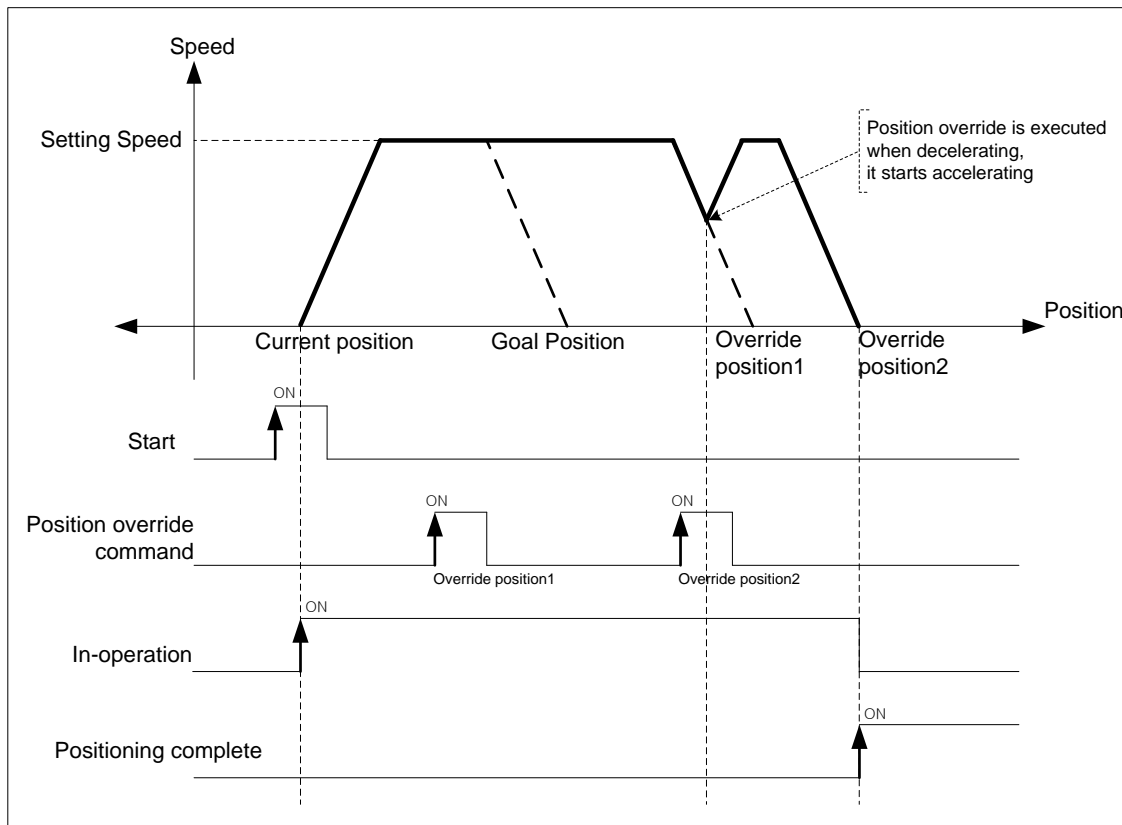 Speed
Setting Speed
Position override is executed
when decelerating,
it starts accelerating
Position
Current position
Goal Position
Override
position1
Override
position2
ON
Start
ON
ON
Position override
command
Override position1
Override position2
ON
In-operation
ON
Positioning complete